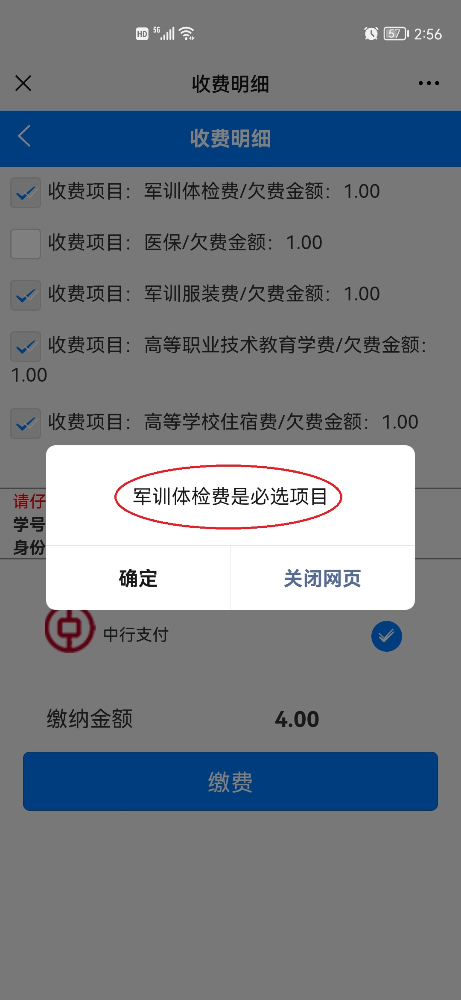 HD 5G 57 2:56
收费明细
收费明细
收费项目： 军训体检费/欠费金额： 1.00
收费项目： 医保/欠费金额： 1.00
收费项目： 军训服装费/欠费金额： 1.00
收费项目： 高等职业技术教育学费/欠费金额：
1.00
收费项目： 高等学校住宿费/欠费金额： 1.00
军训体检费是必选项目
请仔
学号
身份
确定 关闭网页
中行支付
缴纳金额 4.00
缴费